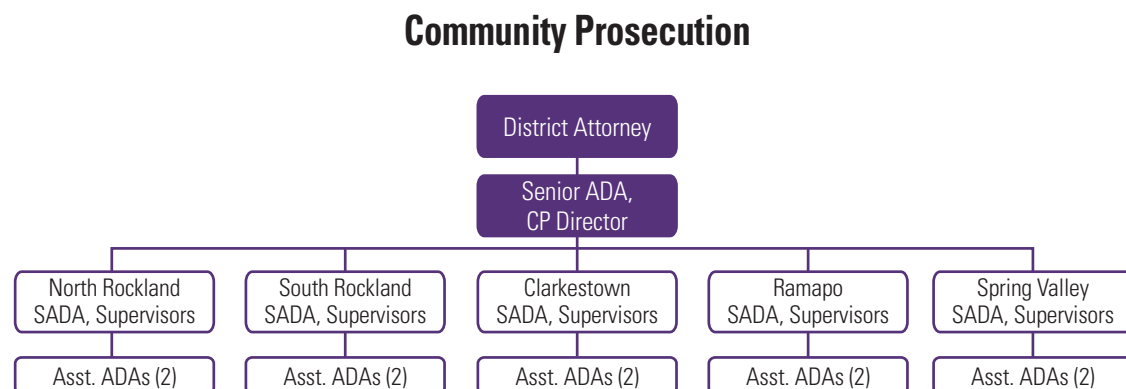 Community Prosecution
District Attorney
Senior ADA,
CP Director
North Rockland
SADA, Supervisors
South Rockland
SADA, Supervisors
Clarkestown
SADA, Supervisors
Ramapo
SADA, Supervisors
Spring Valley
SADA, Supervisors
Asst. ADAs (2)
Asst. ADAs (2)
Asst. ADAs (2)
Asst. ADAs (2)
Asst. ADAs (2)